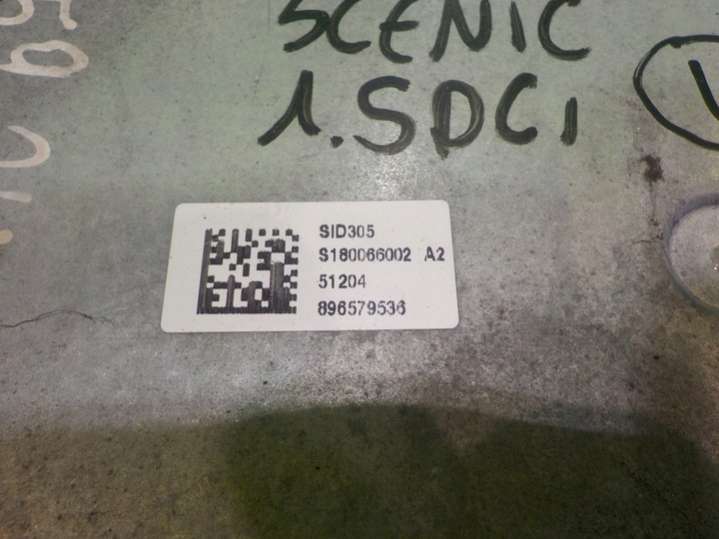 SCENIC
1.5DCI
SID305
S180066002 A2
51204
896579536